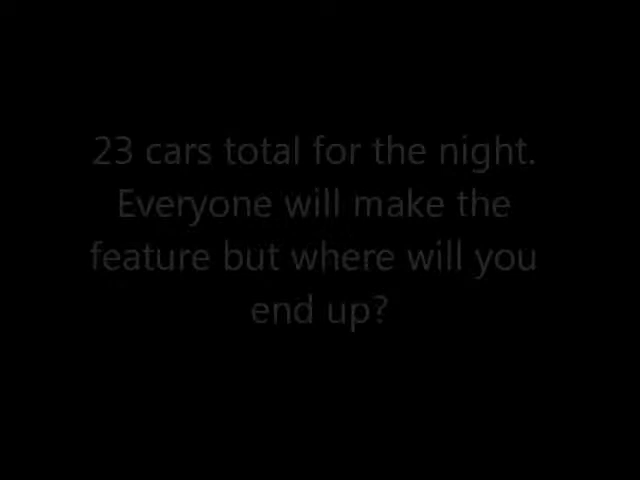 23 cars total for the night.
Everyone will make the
feature but where will you
end up?